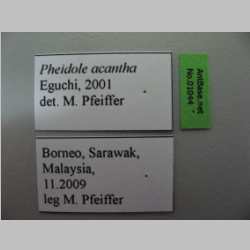 Pheidole acantha
Eguchi, 2001
det. M. Pfeiffer
AntBase.net
No.01044
Borneo, Sarawak,
Malaysia,
11.2009
leg M. Pfeiffer